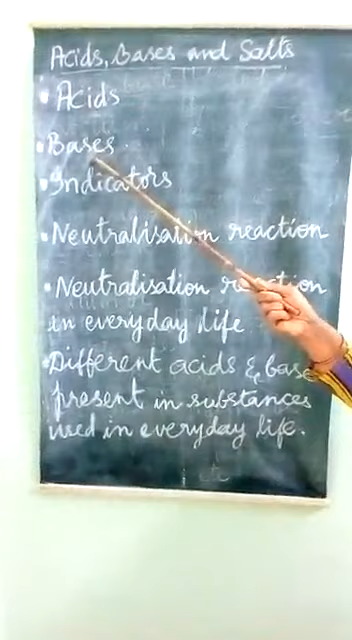 Acids, Bases and Salts
• Acids
• Bases
• Indicators
• Neutralisation reaction
• Neutralisation reaction
in everyday life
• Different acids & bases
present in substances
used in everyday life.
etc